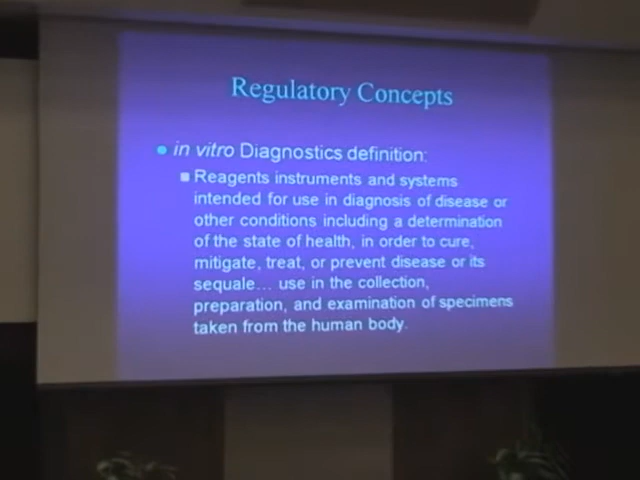 Regulatory Concepts
in vitro Diagnostics definition:
Reagents instruments and systems
intended for use in diagnosis of disease or
other conditions including a determination
of the state of health, in order to cure,
mitigate, treat, or prevent disease or its
sequale... use in the collection,
preparation, and examination of specimens
taken from the human body.